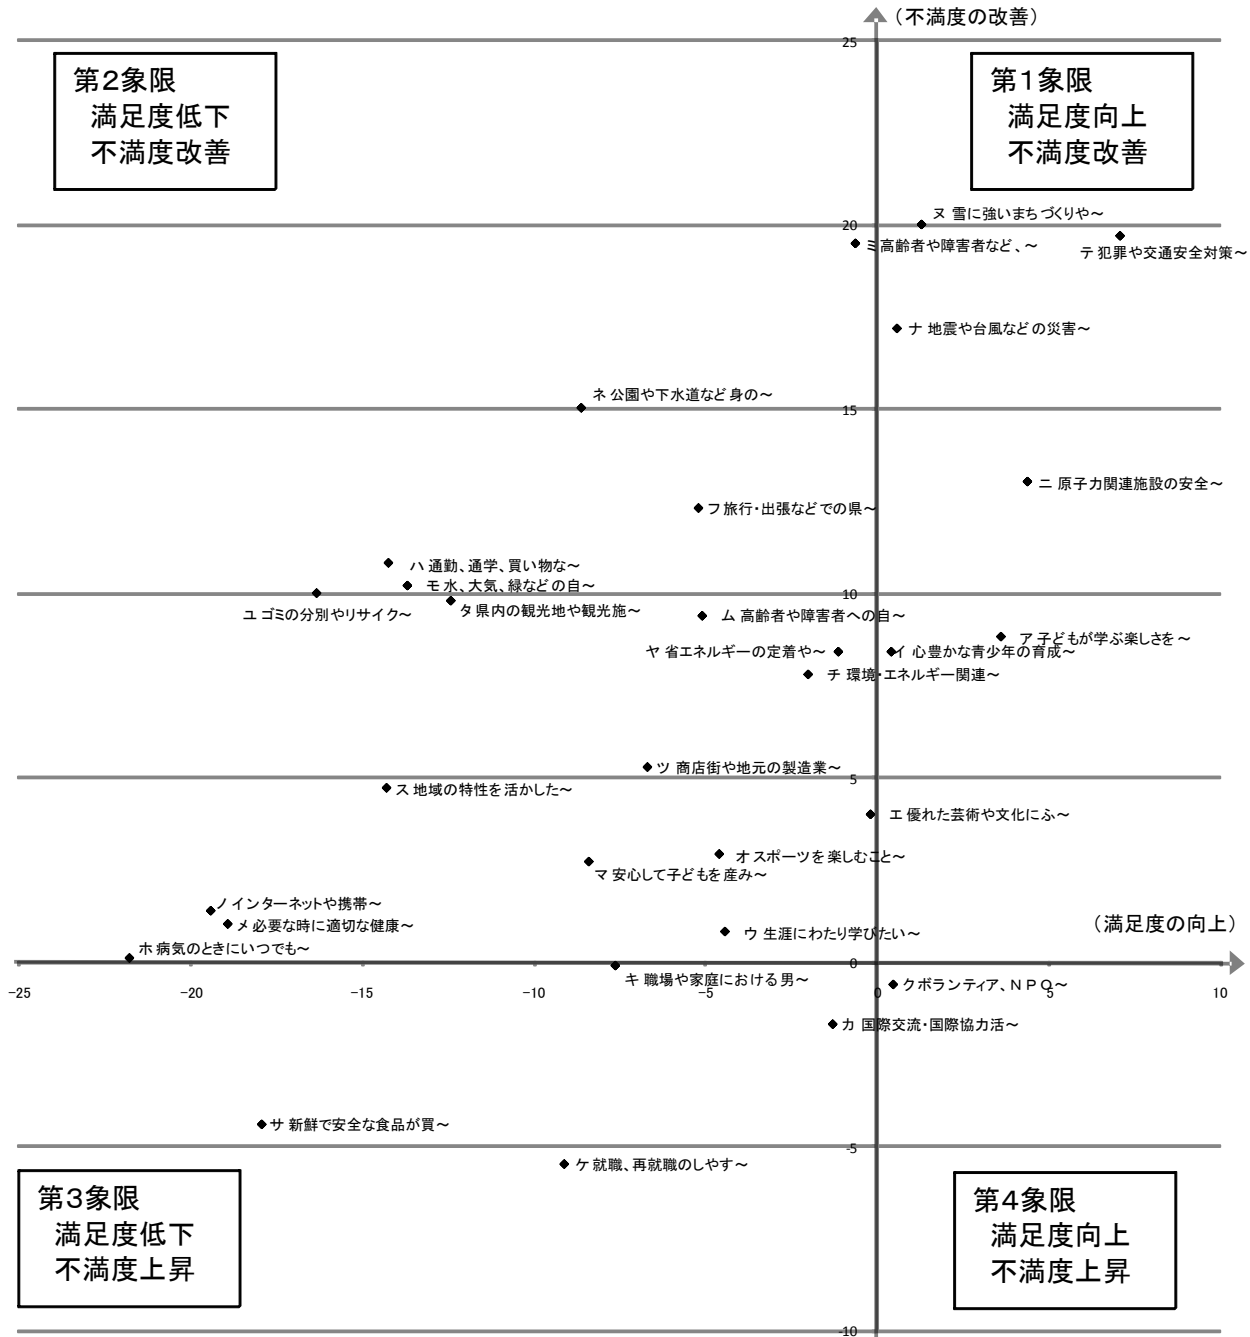 （不満度の改善）
25
第2象限
満足度低下
不満度改善
第1象限
満足度向上
不満度改善
ヌ 雪に強いまちづくりや～
20
ミ高齢者や障害者など、～
テ 犯罪や交通安全対策～
ナ 地震や台風などの災害～
ネ 公園や下水道など身の～
15
ニ 原子力関連施設の安全～
フ 旅行・出張などでの県～
ハ 通勤、通学、買い物な～
モ 水、大気、緑などの自～
10
ユ ゴミの分別やリサイク～
タ 県内の観光地や観光施～
ム 高齢者や障害者への自～
ア 子どもが学ぶ楽しさを～
ヤ 省エネルギーの定着や～
イ 心豊かな青少年の育成～
チ 環境・エネルギー関連～
ツ 商店街や地元の製造業～
5
ス 地域の特性を活かした～
エ 優れた芸術や文化にふ～
オ スポーツを楽しむこと～
マ 安心して子どもを産み～
ノ インターネットや携帯～
メ 必要な時に適切な健康～
（満足度の向上）
ウ 生涯にわたり学びたい～
ホ 病気のときにいつでも～
0
キ 職場や家庭における男～
クボランティア、ＮＰＯ～
-25
-20
-15
-10
-5
0
5
10
カ 国際交流・国際協力活～
サ 新鮮で安全な食品が買～
-5
ケ 就職、再就職のしやす～
第3象限
満足度低下
不満度上昇
第4象限
満足度向上
不満度上昇
-10